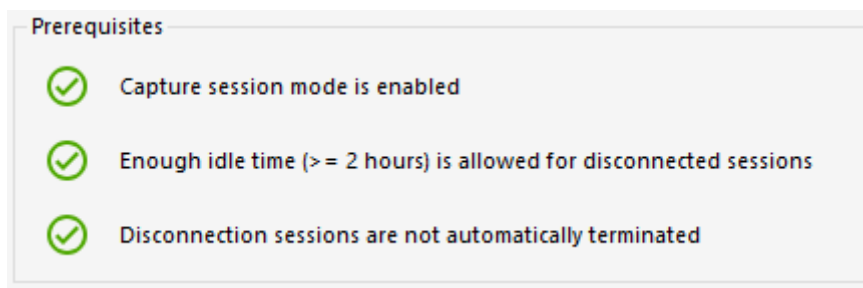 Prerequisites
Capture session mode is enabled
Enough idle time (>= 2 hours) is allowed for disconnected sessions
Disconnection sessions are not automatically terminated